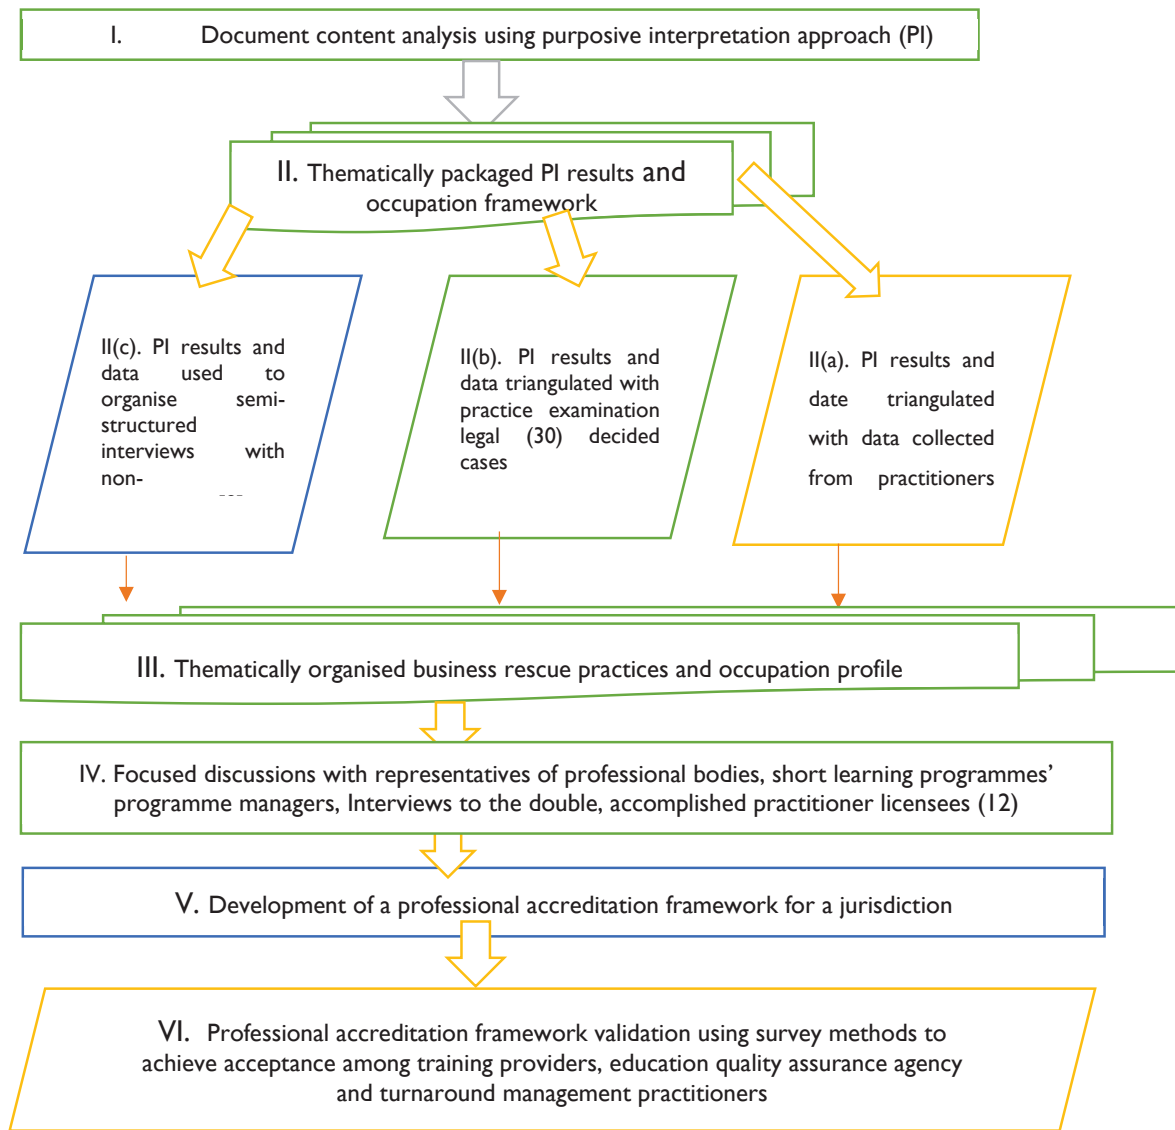 I. Document content analysis using purposive interpretation approach (PI)
II. Thematically packaged PI results and
occupation framework
II(c). PI results and
data used to
organise semi-
structured
interviews with
non-
II(b). PI results and
data triangulated with
practice examination
legal (30) decided
cases
II(a). PI results and
date triangulated
with data collected
from practitioners
III. Thematically organised business rescue practices and occupation profile
IV. Focused discussions with representatives of professional bodies, short learning programmes’
programme managers, Interviews to the double, accomplished practitioner licensees (12)
V. Development of a professional accreditation framework for a jurisdiction
VI. Professional accreditation framework validation using survey methods to
achieve acceptance among training providers, education quality assurance agency
and turnaround management practitioners